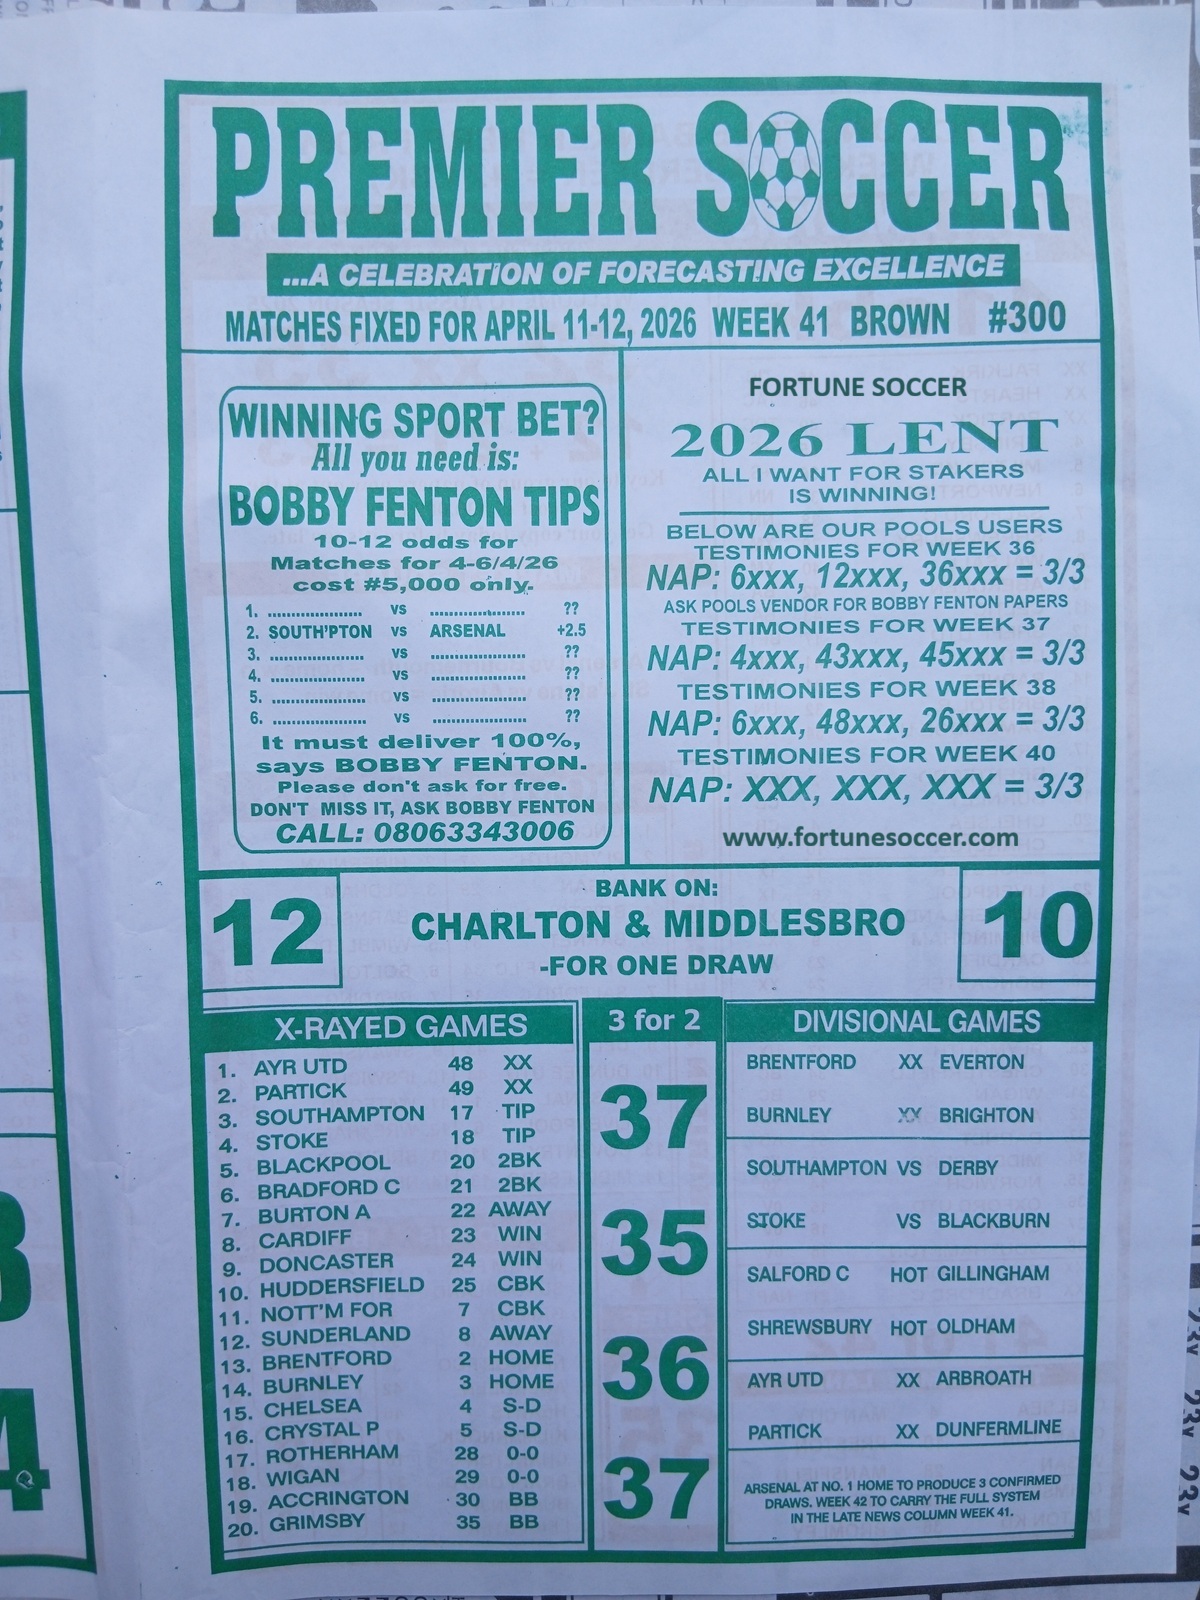 PREMIER SOCCER
...A CELEBRATION OF FORECASTING EXCELLENCE
MATCHES FIXED FOR APRIL 11-12, 2026 WEEK 41 BROWN #300
WINNING SPORT BET?
All you need is:
BOBBY FENTON TIPS
10-12 odds for
Matches for 4-6/4/26
cost #5,000 only.
1. .................... vs .................... ??
2. SOUTH'PTON vs ARSENAL +2.5
3. .................... vs .................... ??
4. .................... vs .................... ??
5. .................... vs .................... ??
6. .................... vs .................... ??
It must deliver 100%,
says BOBBY FENTON.
Please don't ask for free.
DON'T MISS IT, ASK BOBBY FENTON
CALL: 08063343006
FORTUNE SOCCER
2026 LENT
ALL I WANT FOR STAKERS
IS WINNING!
BELOW ARE OUR POOLS USERS
TESTIMONIES FOR WEEK 36
NAP: 6xxx, 12xxx, 36xxx = 3/3
ASK POOLS VENDOR FOR BOBBY FENTON PAPERS
TESTIMONIES FOR WEEK 37
NAP: 4xxx, 43xxx, 45xxx = 3/3
TESTIMONIES FOR WEEK 38
NAP: 6xxx, 48xxx, 26xxx = 3/3
TESTIMONIES FOR WEEK 40
NAP: XXX, XXX, XXX = 3/3
www.fortunesoccer.com
12
BANK ON:
CHARLTON & MIDDLESBRO
-FOR ONE DRAW
10
X-RAYED GAMES
1. AYR UTD 48 XX
2. PARTICK 49 XX
3. SOUTHAMPTON 17 TIP
4. STOKE 18 TIP
5. BLACKPOOL 20 2BK
6. BRADFORD C 21 2BK
7. BURTON A 22 AWAY
8. CARDIFF 23 WIN
9. DONCASTER 24 WIN
10. HUDDERSFIELD 25 CBK
11. NOTT'M FOR 7 CBK
12. SUNDERLAND 8 AWAY
13. BRENTFORD 2 HOME
14. BURNLEY 3 HOME
15. CHELSEA 4 S-D
16. CRYSTAL P 5 S-D
17. ROTHERHAM 28 0-0
18. WIGAN 29 0-0
19. ACCRINGTON 30 BB
20. GRIMSBY 35 BB
3 for 2
37
35
36
37
DIVISIONAL GAMES
BRENTFORD XX EVERTON
BURNLEY XX BRIGHTON
SOUTHAMPTON VS DERBY
STOKE VS BLACKBURN
SALFORD C HOT GILLINGHAM
SHREWSBURY HOT OLDHAM
AYR UTD XX ARBROATH
PARTICK XX DUNFERMLINE
ARSENAL AT NO. 1 HOME TO PRODUCE 3 CONFIRMED
DRAWS. WEEK 42 TO CARRY THE FULL SYSTEM
IN THE LATE NEWS COLUMN WEEK 41.